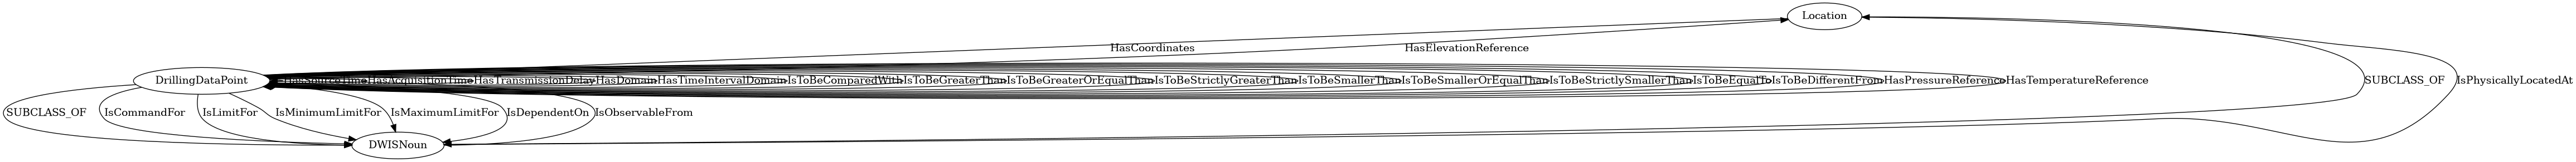 Location
HasCoordinates
HasElevationReference
DrillingDataPoint
HasSourceTime
HasAcquisitionTime
HasTransmissionDelay
HasDomain
HasTimeIntervalDomain
IsToBeComparedWith
IsToBeGreaterThan
IsToBeGreaterOrEqualThan
IsToBeStrictlyGreaterThan
IsToBeSmallerThan
IsToBeSmallerOrEqualThan
IsToBeStrictlySmallerThan
IsToBeEqualTo
IsToBeDifferentFrom
HasPressureReference
HasTemperatureReference
SUBCLASS_OF
IsPhysicallyLocatedAt
SUBCLASS_OF
IsCommandFor
IsLimitFor
IsMinimumLimitFor
IsMaximumLimitFor
IsDependentOn
IsObservableFrom
DWISNoun